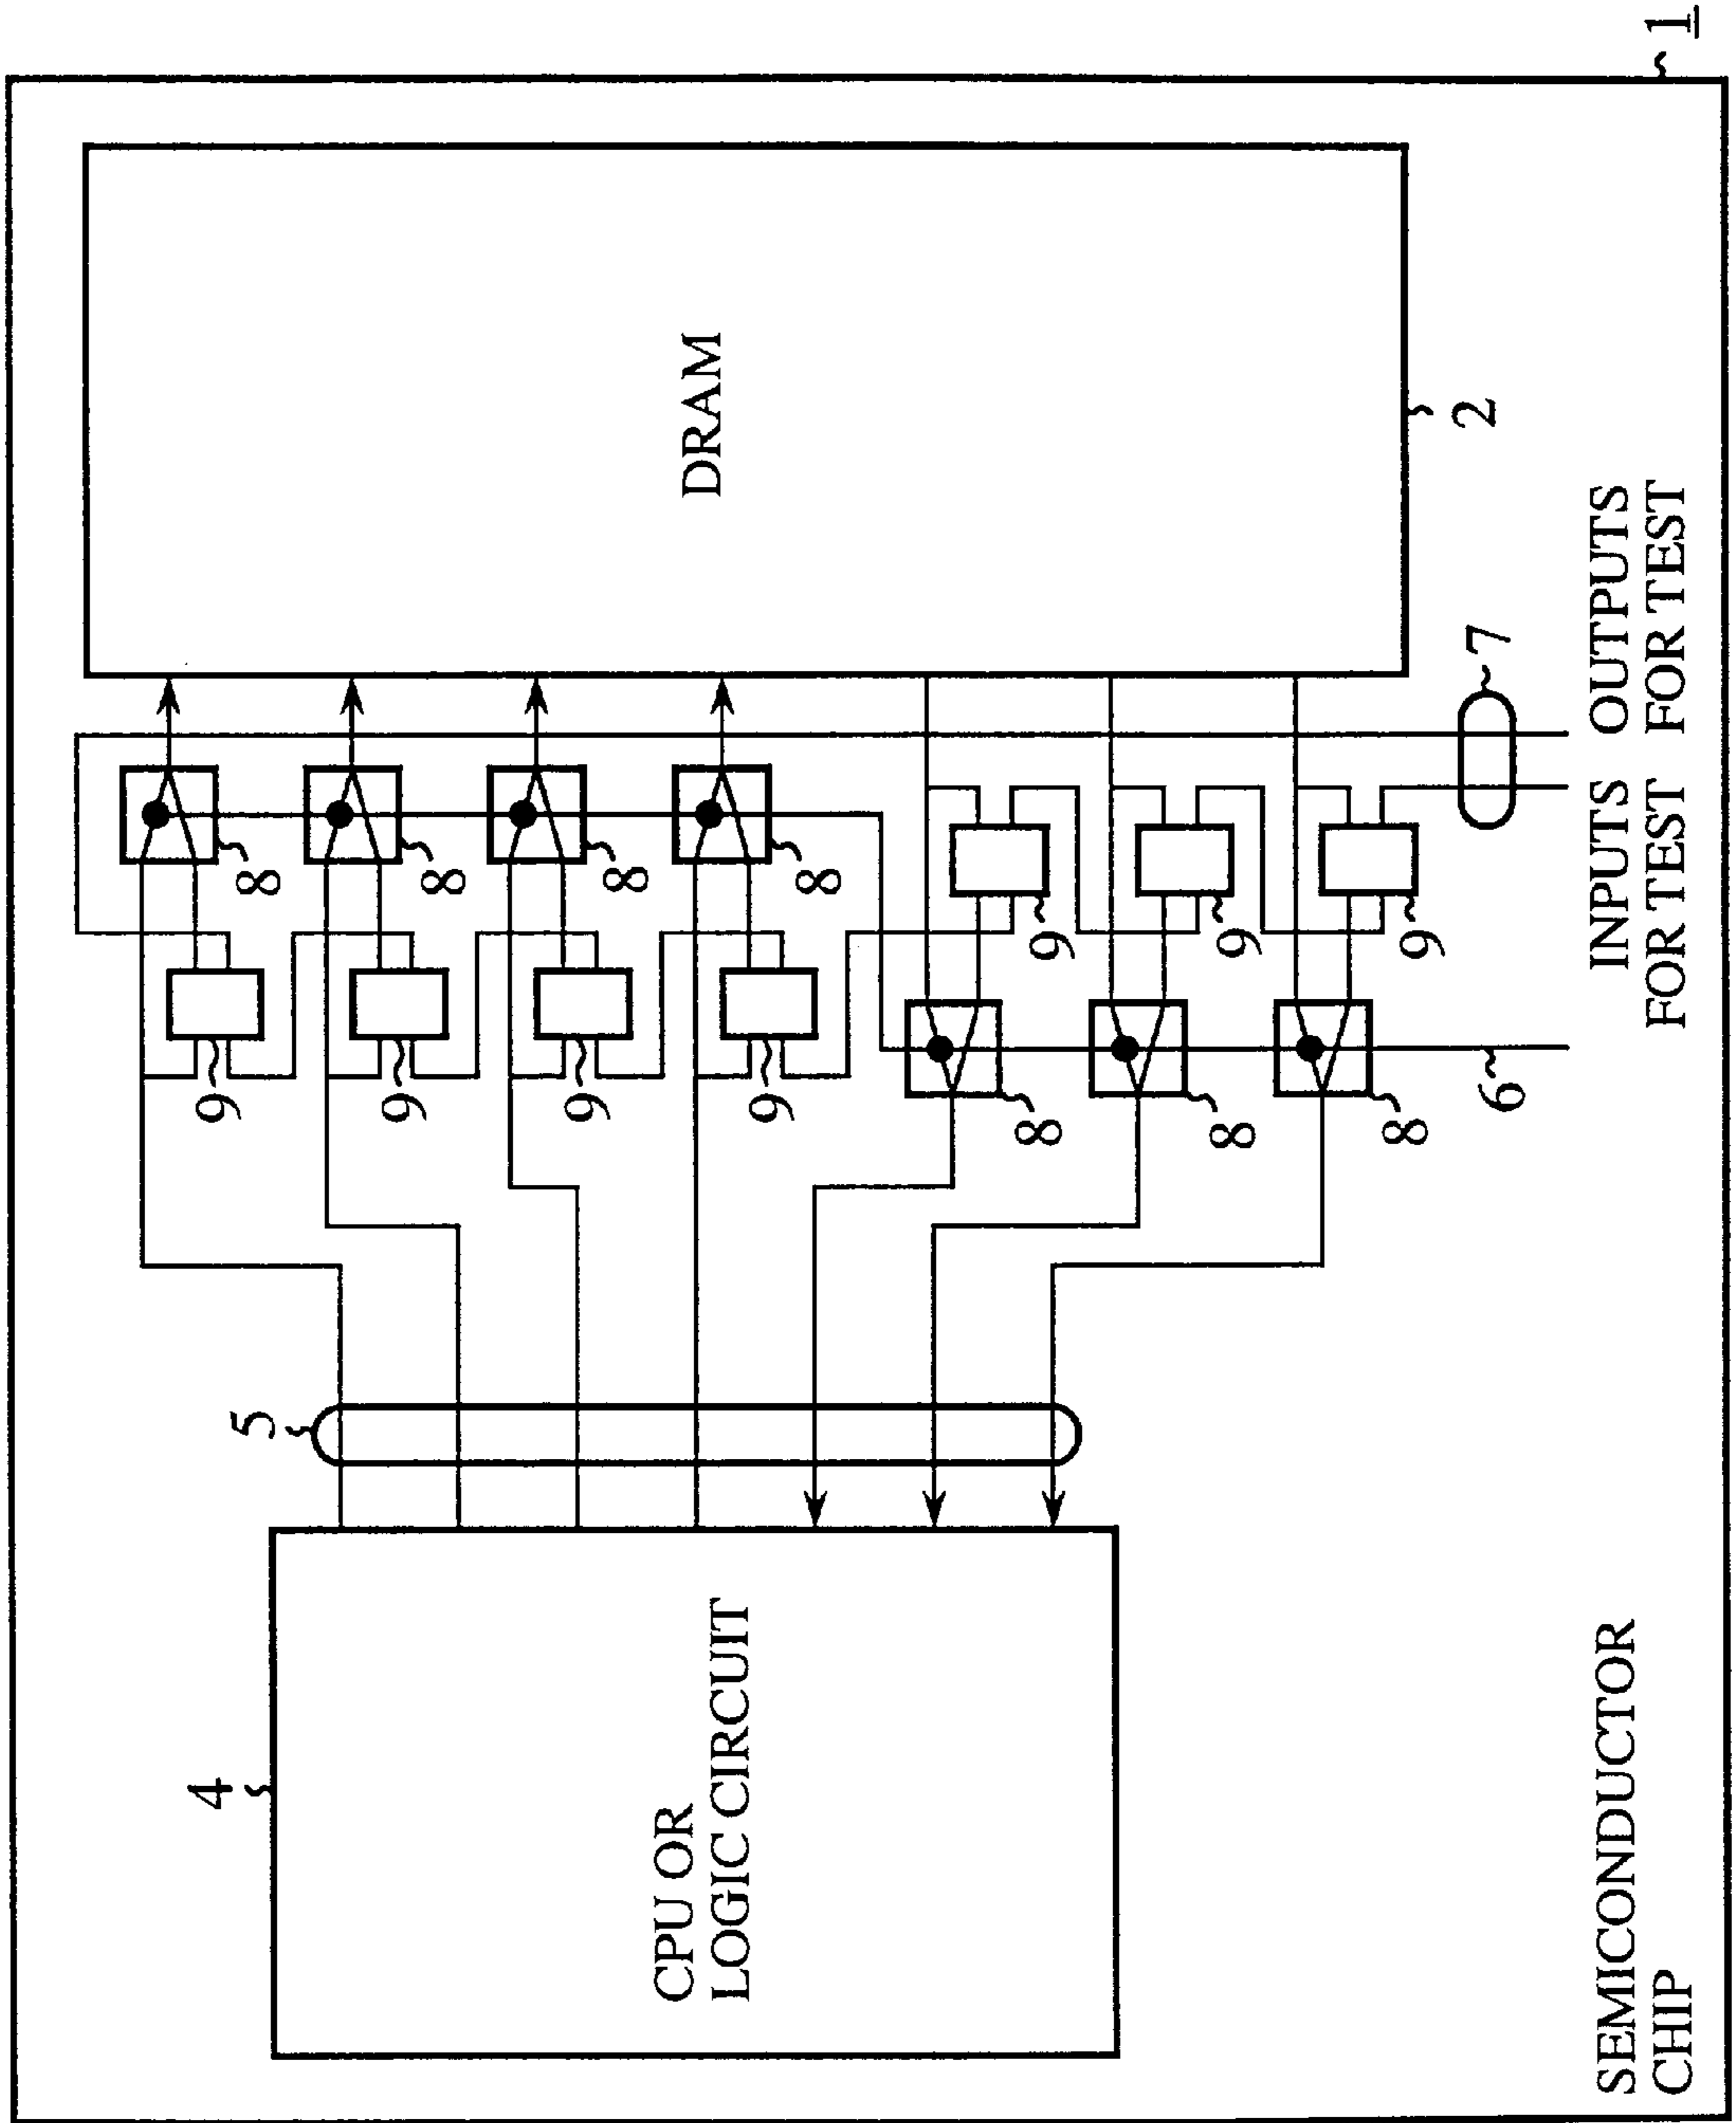 1
DRAM
2
7
OUTPUTS
FOR TEST
INPUTS
FOR TEST
8
8
8
8
9
9
9
9
9
9
9
8
8
8
6
5
4
CPU OR
LOGIC CIRCUIT
SEMICONDUCTOR
CHIP